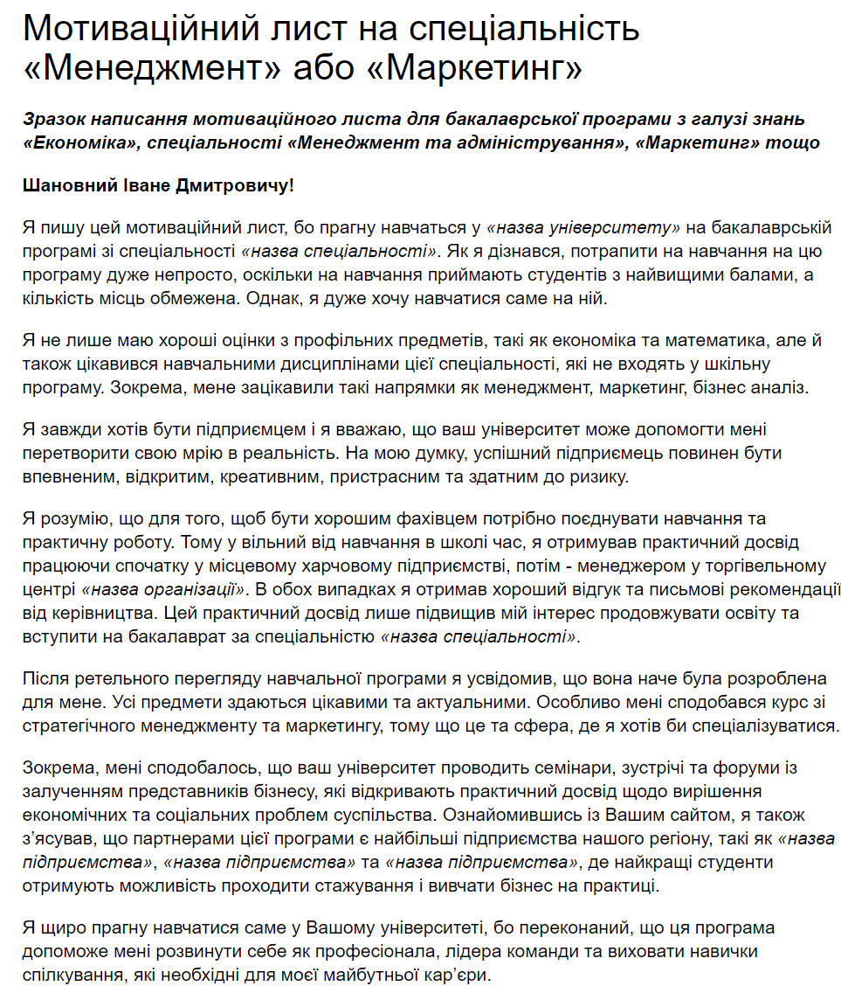 Мотиваційний лист на спеціальність
«Менеджмент» або «Маркетинг»
Зразок написання мотиваційного листа для бакалаврської програми з галузі знань
«Економіка», спеціальності «Менеджмент та адміністрування», «Маркетинг» тощо
Шановний Іване Дмитровичу!
Я пишу цей мотиваційний лист, бо прагну навчаться у «назва університету» на бакалаврській
програмі зі спеціальності «назва спеціальності». Як я дізнався, потрапити на навчання на цю
програму дуже непросто, оскільки на навчання приймають студентів з найвищими балами, а
кількість місць обмежена. Однак, я дуже хочу навчатися саме на ній.
Я не лише маю хороші оцінки з профільних предметів, такі як економіка та математика, але й
також цікавився навчальними дисциплінами цієї спеціальності, які не входять у шкільну
програму. Зокрема, мене зацікавили такі напрямки як менеджмент, маркетинг, бізнес аналіз.
Я завжди хотів бути підприємцем і я вважаю, що ваш університет може допомогти мені
перетворити свою мрію в реальність. На мою думку, успішний підприємець повинен бути
впевненим, відкритим, креативним, пристрасним та здатним до ризику.
Я розумію, що для того, щоб бути хорошим фахівцем потрібно поєднувати навчання та
практичну роботу. Тому у вільний від навчання в школі час, я отримував практичний досвід
працюючи спочатку у місцевому харчовому підприємстві, потім - менеджером у торгівельному
центрі «назва організації». В обох випадках я отримав хороший відгук та письмові рекомендації
від керівництва. Цей практичний досвід лише підвищив мій інтерес продовжувати освіту та
вступити на бакалаврат за спеціальністю «назва спеціальності».
Після ретельного перегляду навчальної програми я усвідомив, що вона наче була розроблена
для мене. Усі предмети здаються цікавими та актуальними. Особливо мені сподобався курс зі
стратегічного менеджменту та маркетингу, тому що це та сфера, де я хотів би спеціалізуватися.
Зокрема, мені сподобалось, що ваш університет проводить семінари, зустрічі та форуми із
залученням представників бізнесу, які відкривають практичний досвід щодо вирішення
економічних та соціальних проблем суспільства. Ознайомившись із Вашим сайтом, я також
з’ясував, що партнерами цієї програми є найбільші підприємства нашого регіону, такі як «назва
підприємства», «назва підприємства» та «назва підприємства», де найкращі студенти
отримують можливість проходити стажування і вивчати бізнес на практиці.
Я щиро прагну навчатися саме у Вашому університеті, бо переконаний, що ця програма
допоможе мені розвинути себе як професіонала, лідера команди та виховати навички
спілкування, які необхідні для моєї майбутньої кар’єри.